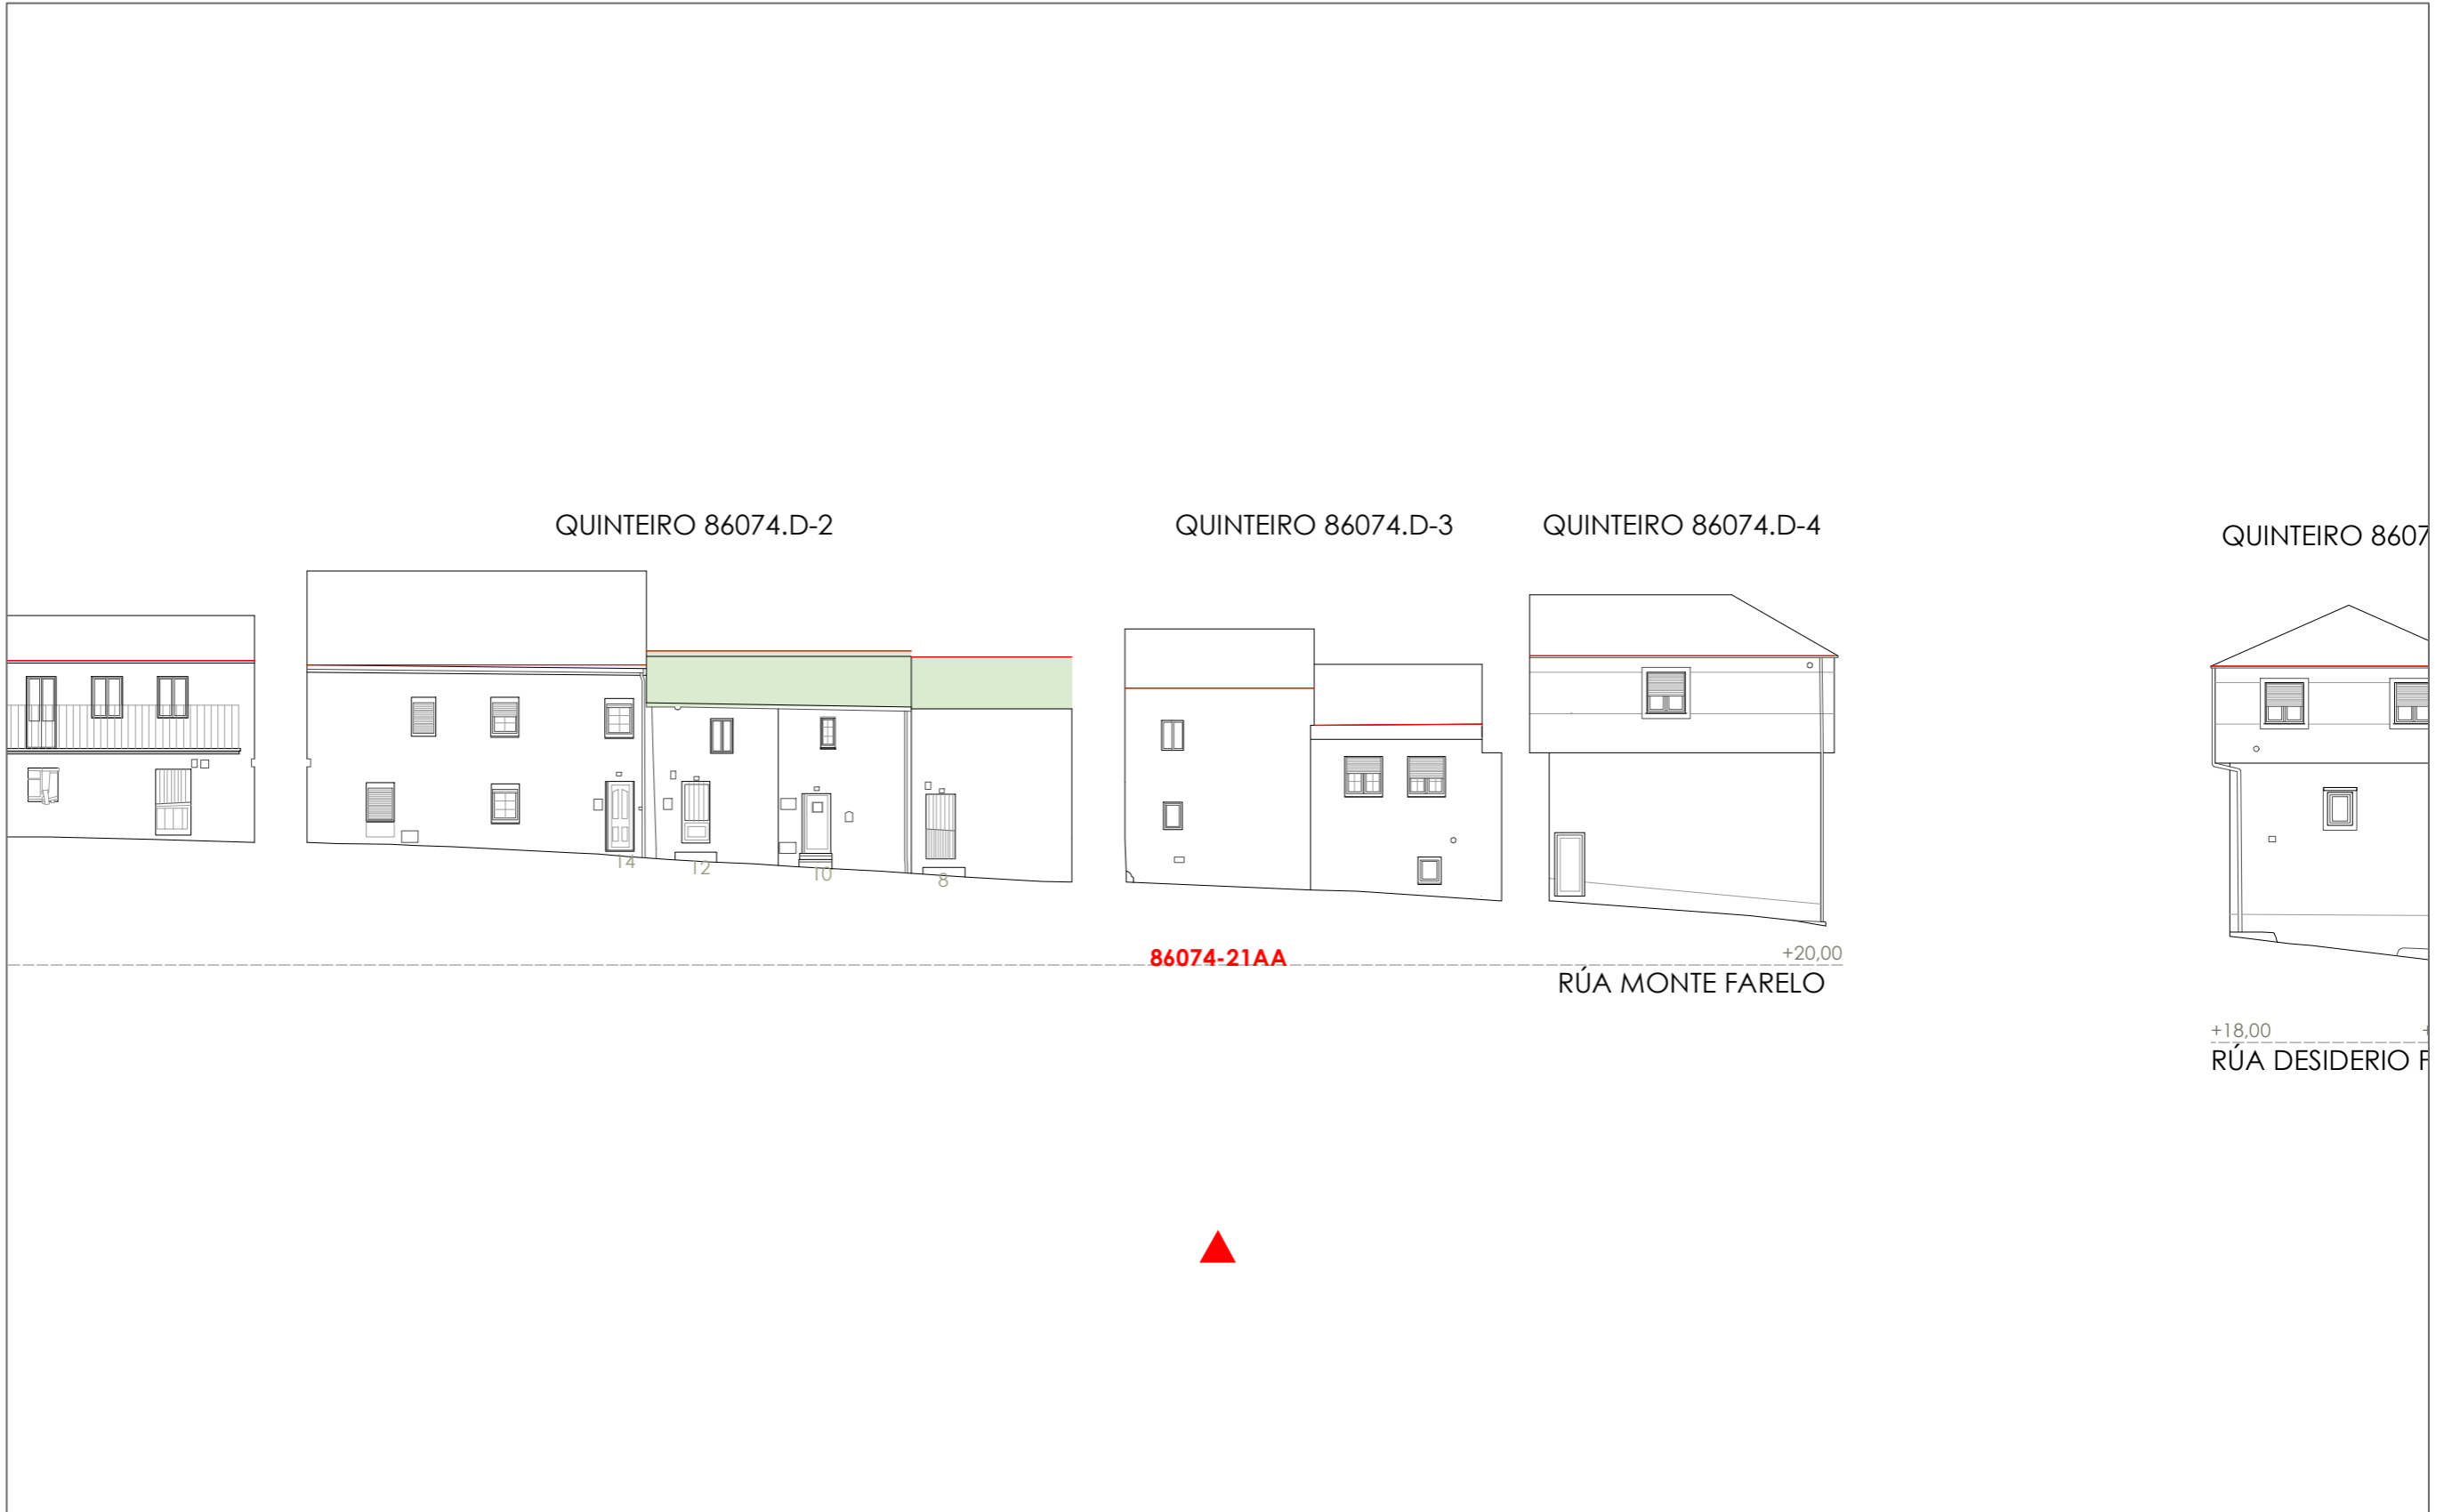 QUINTEIRO 86074.D-2
QUINTEIRO 86074.D-3
QUINTEIRO 86074.D-4
QUINTEIRO 8607
14
12
10
8
86074-21AA
+20,00
RÚA MONTE FARELO
+18,00
RÚA DESIDERIO